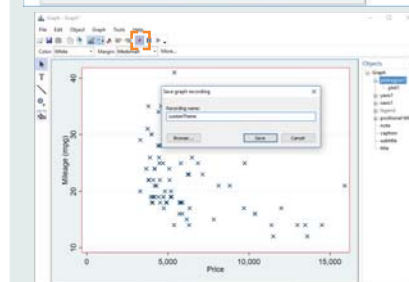 Graph - Graph*
File Edit Object Graph Tools Help
Color White Margin Medium More...
Objects
Graph
plotregion1
plot1
yaxis1
xaxis1
legend
positional titles
note
caption
subtitle
title
Save graph recording
Recording name:
customTheme
Browse... Save Cancel
Mileage (mpg)
40
30
20
10
0 5,000 10,000 15,000
Price